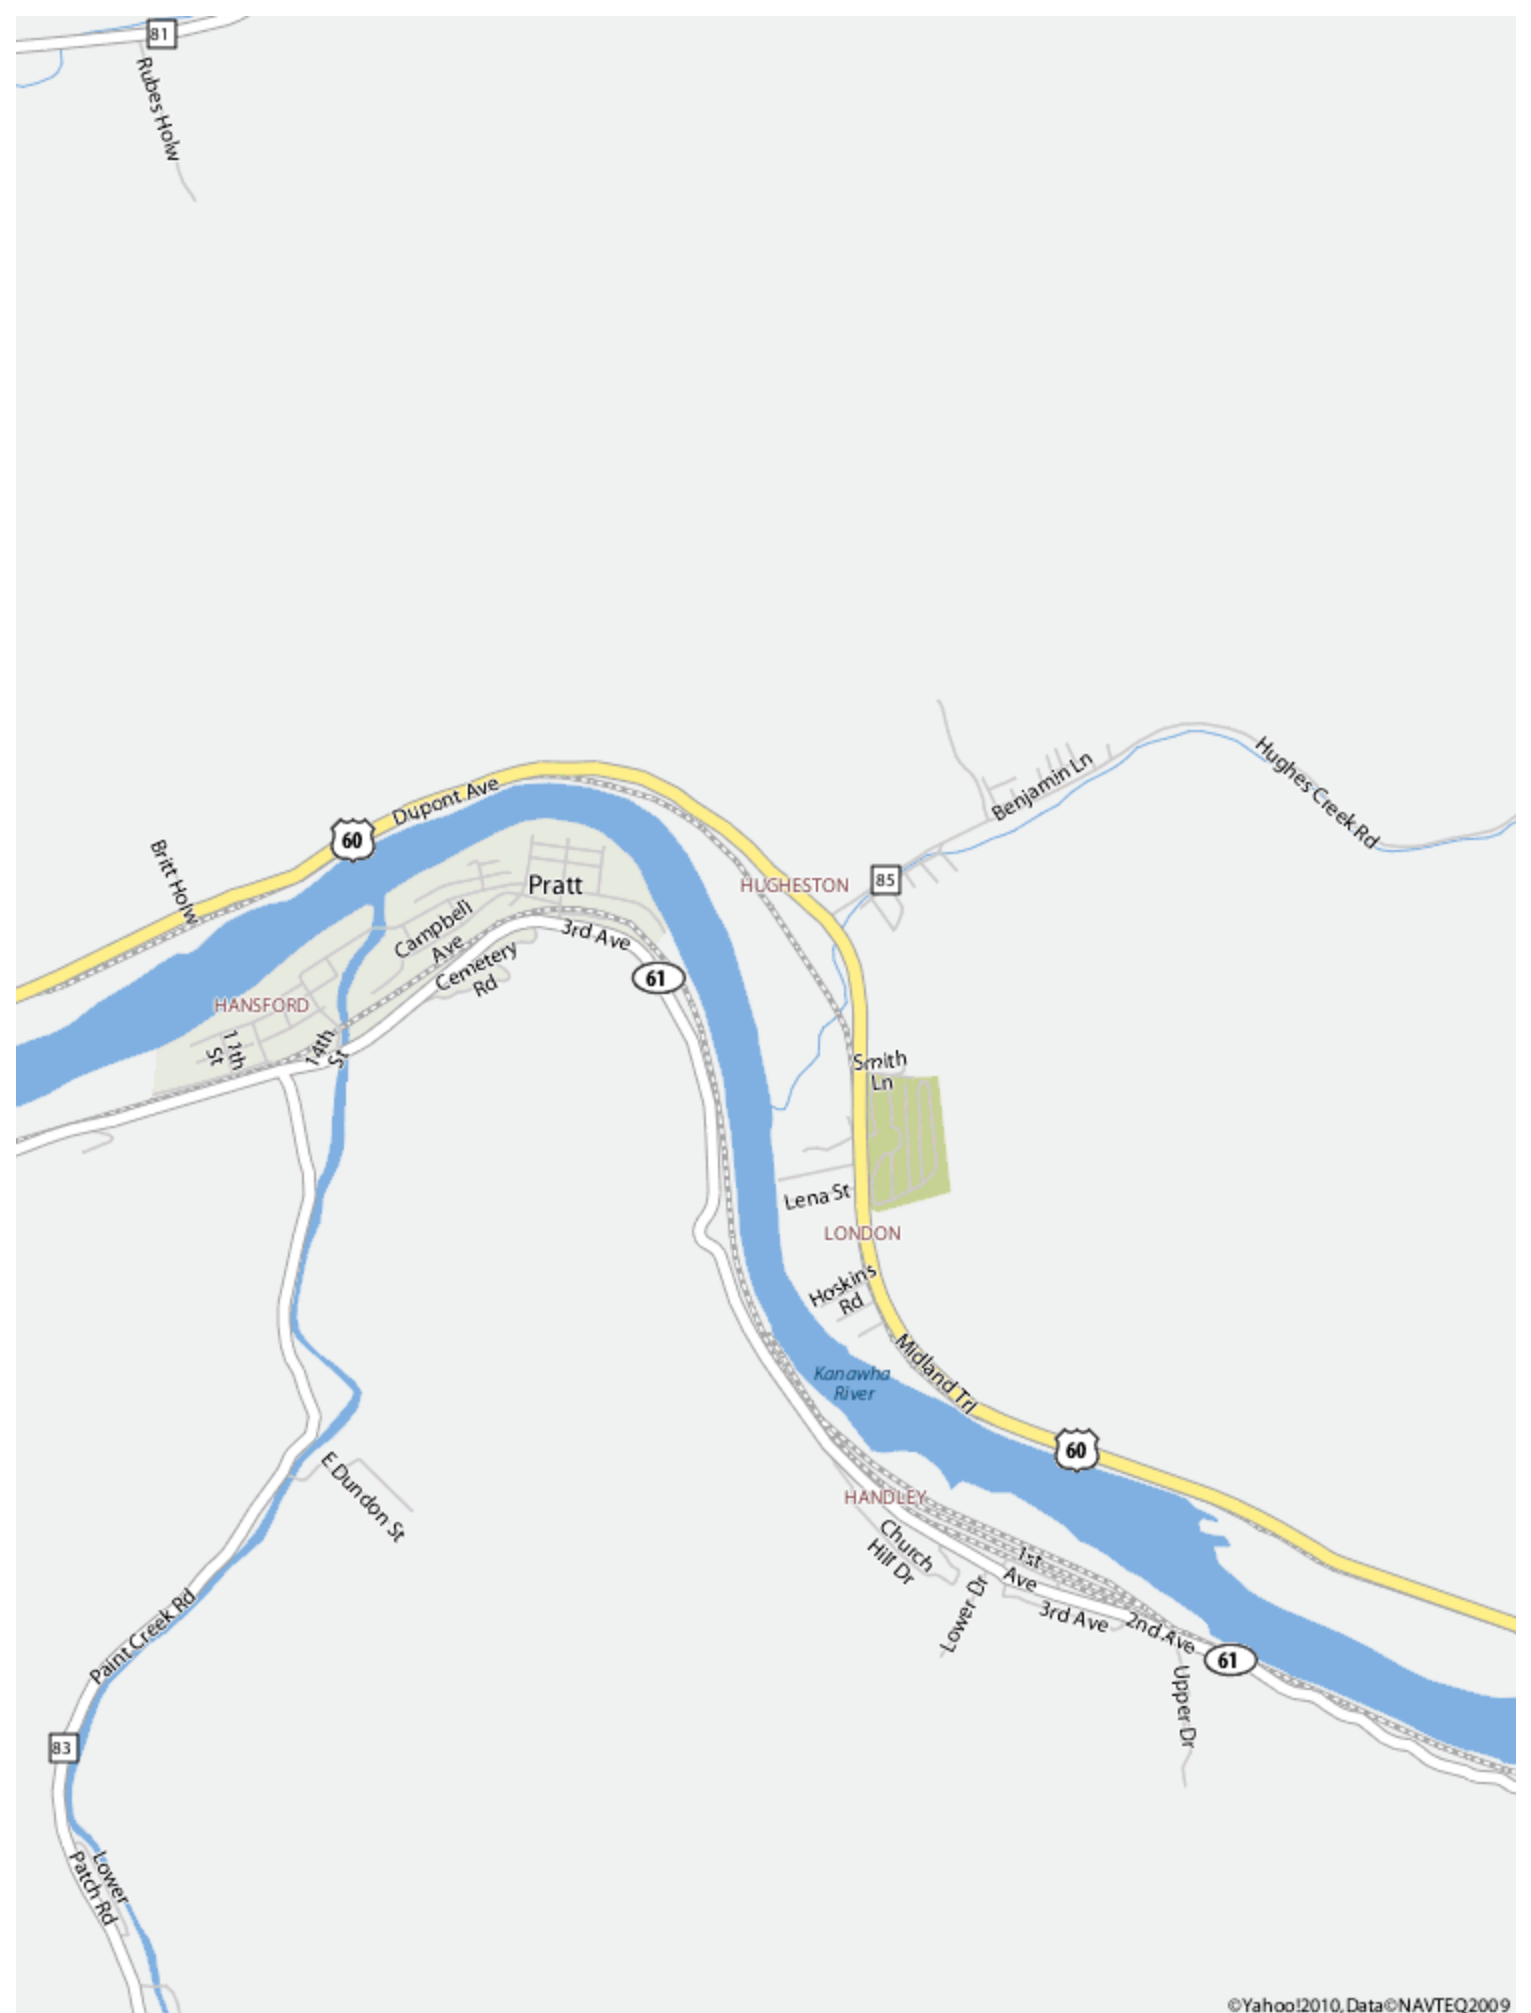 81
Rubes Holw
Hughes Creek Rd
Benjamin Ln
Dupont Ave
60
Britt Holw
85
HUGHESTON
Pratt
Campbell
Ave
3rd Ave
Cemetery
Rd
61
HANSFORD
11th
St
14th
St
Smith
Ln
Lena St
LONDON
Hoskins
Rd
Midland Trl
Kanawha
River
60
E Dundon St
HANDLEY
Church
Hill Dr
1st
Ave
Lower Dr
3rd Ave
2nd Ave
61
Paint Creek Rd
Upper Dr
83
Lower
Patch Rd
©Yahoo!2010, Data©NAVTEQ2009